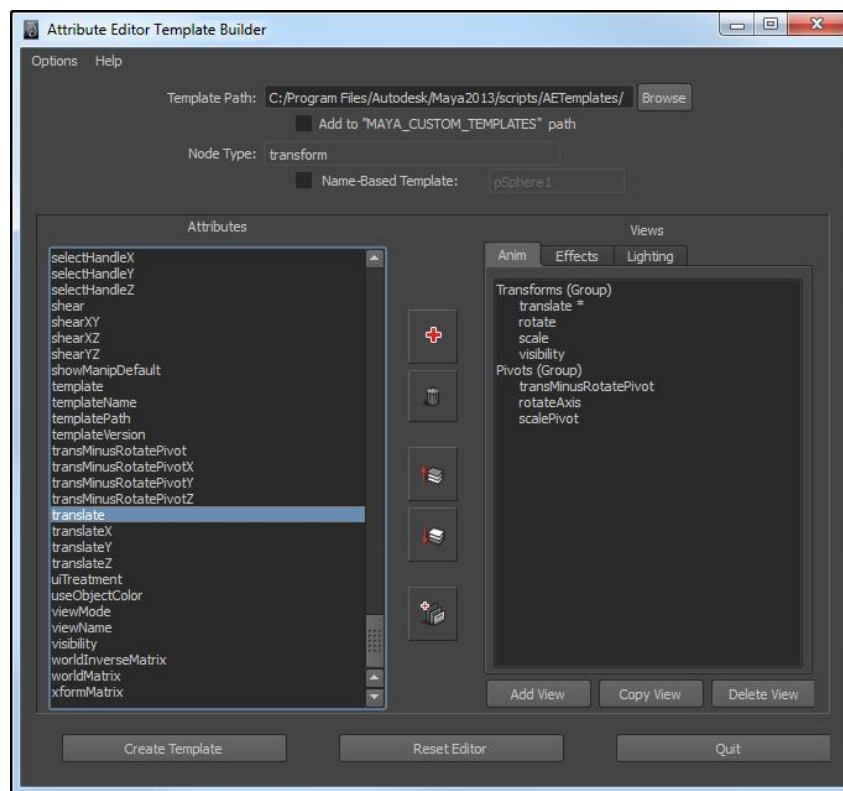 Attribute Editor Template Builder
Options Help
Template Path: C:/Program Files/Autodesk/Maya2013/scripts/AETemplates/ Browse
Add to "MAYA_CUSTOM_TEMPLATES" path
Node Type: transform
Name-Based Template: pSphere1
Attributes
selectHandleX
selectHandleY
selectHandleZ
shear
shearXY
shearXZ
shearYZ
showManipDefault
template
templateName
templatePath
templateVersion
transMinusRotatePivot
transMinusRotatePivotX
transMinusRotatePivotY
transMinusRotatePivotZ
translate
translateX
translateY
translateZ
uiTreatment
useObjectColor
viewMode
viewName
visibility
worldInverseMatrix
worldMatrix
xformMatrix
Views
Anim Effects Lighting
Transforms (Group)
translate *
rotate
scale
visibility
Pivots (Group)
transMinusRotatePivot
rotateAxis
scalePivot
Add View Copy View Delete View
Create Template Reset Editor Quit